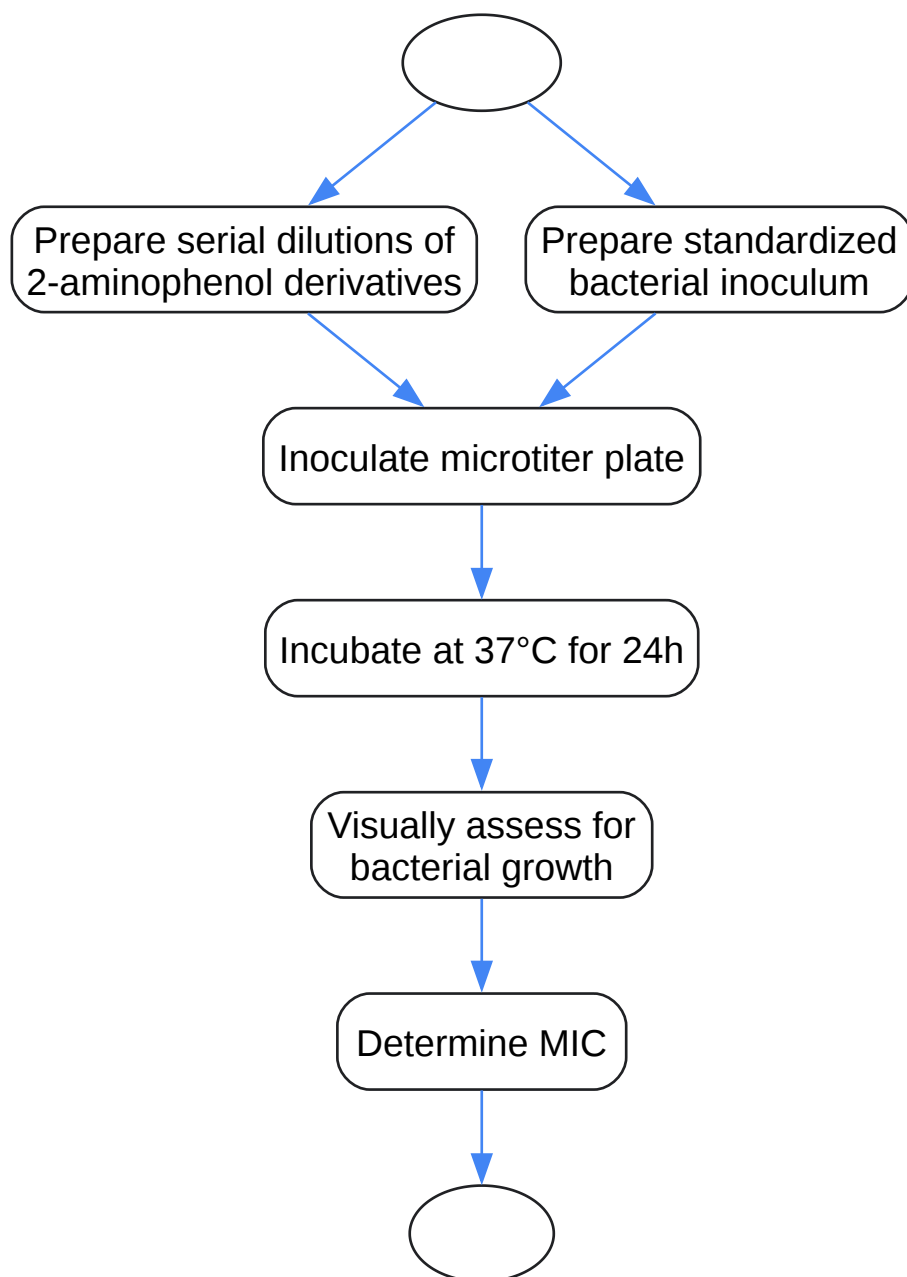 Prepare serial dilutions of
2-aminophenol derivatives
Prepare standardized
bacterial inoculum
Inoculate microtiter plate
Incubate at 37°C for 24h
Visually assess for
bacterial growth
Determine MIC